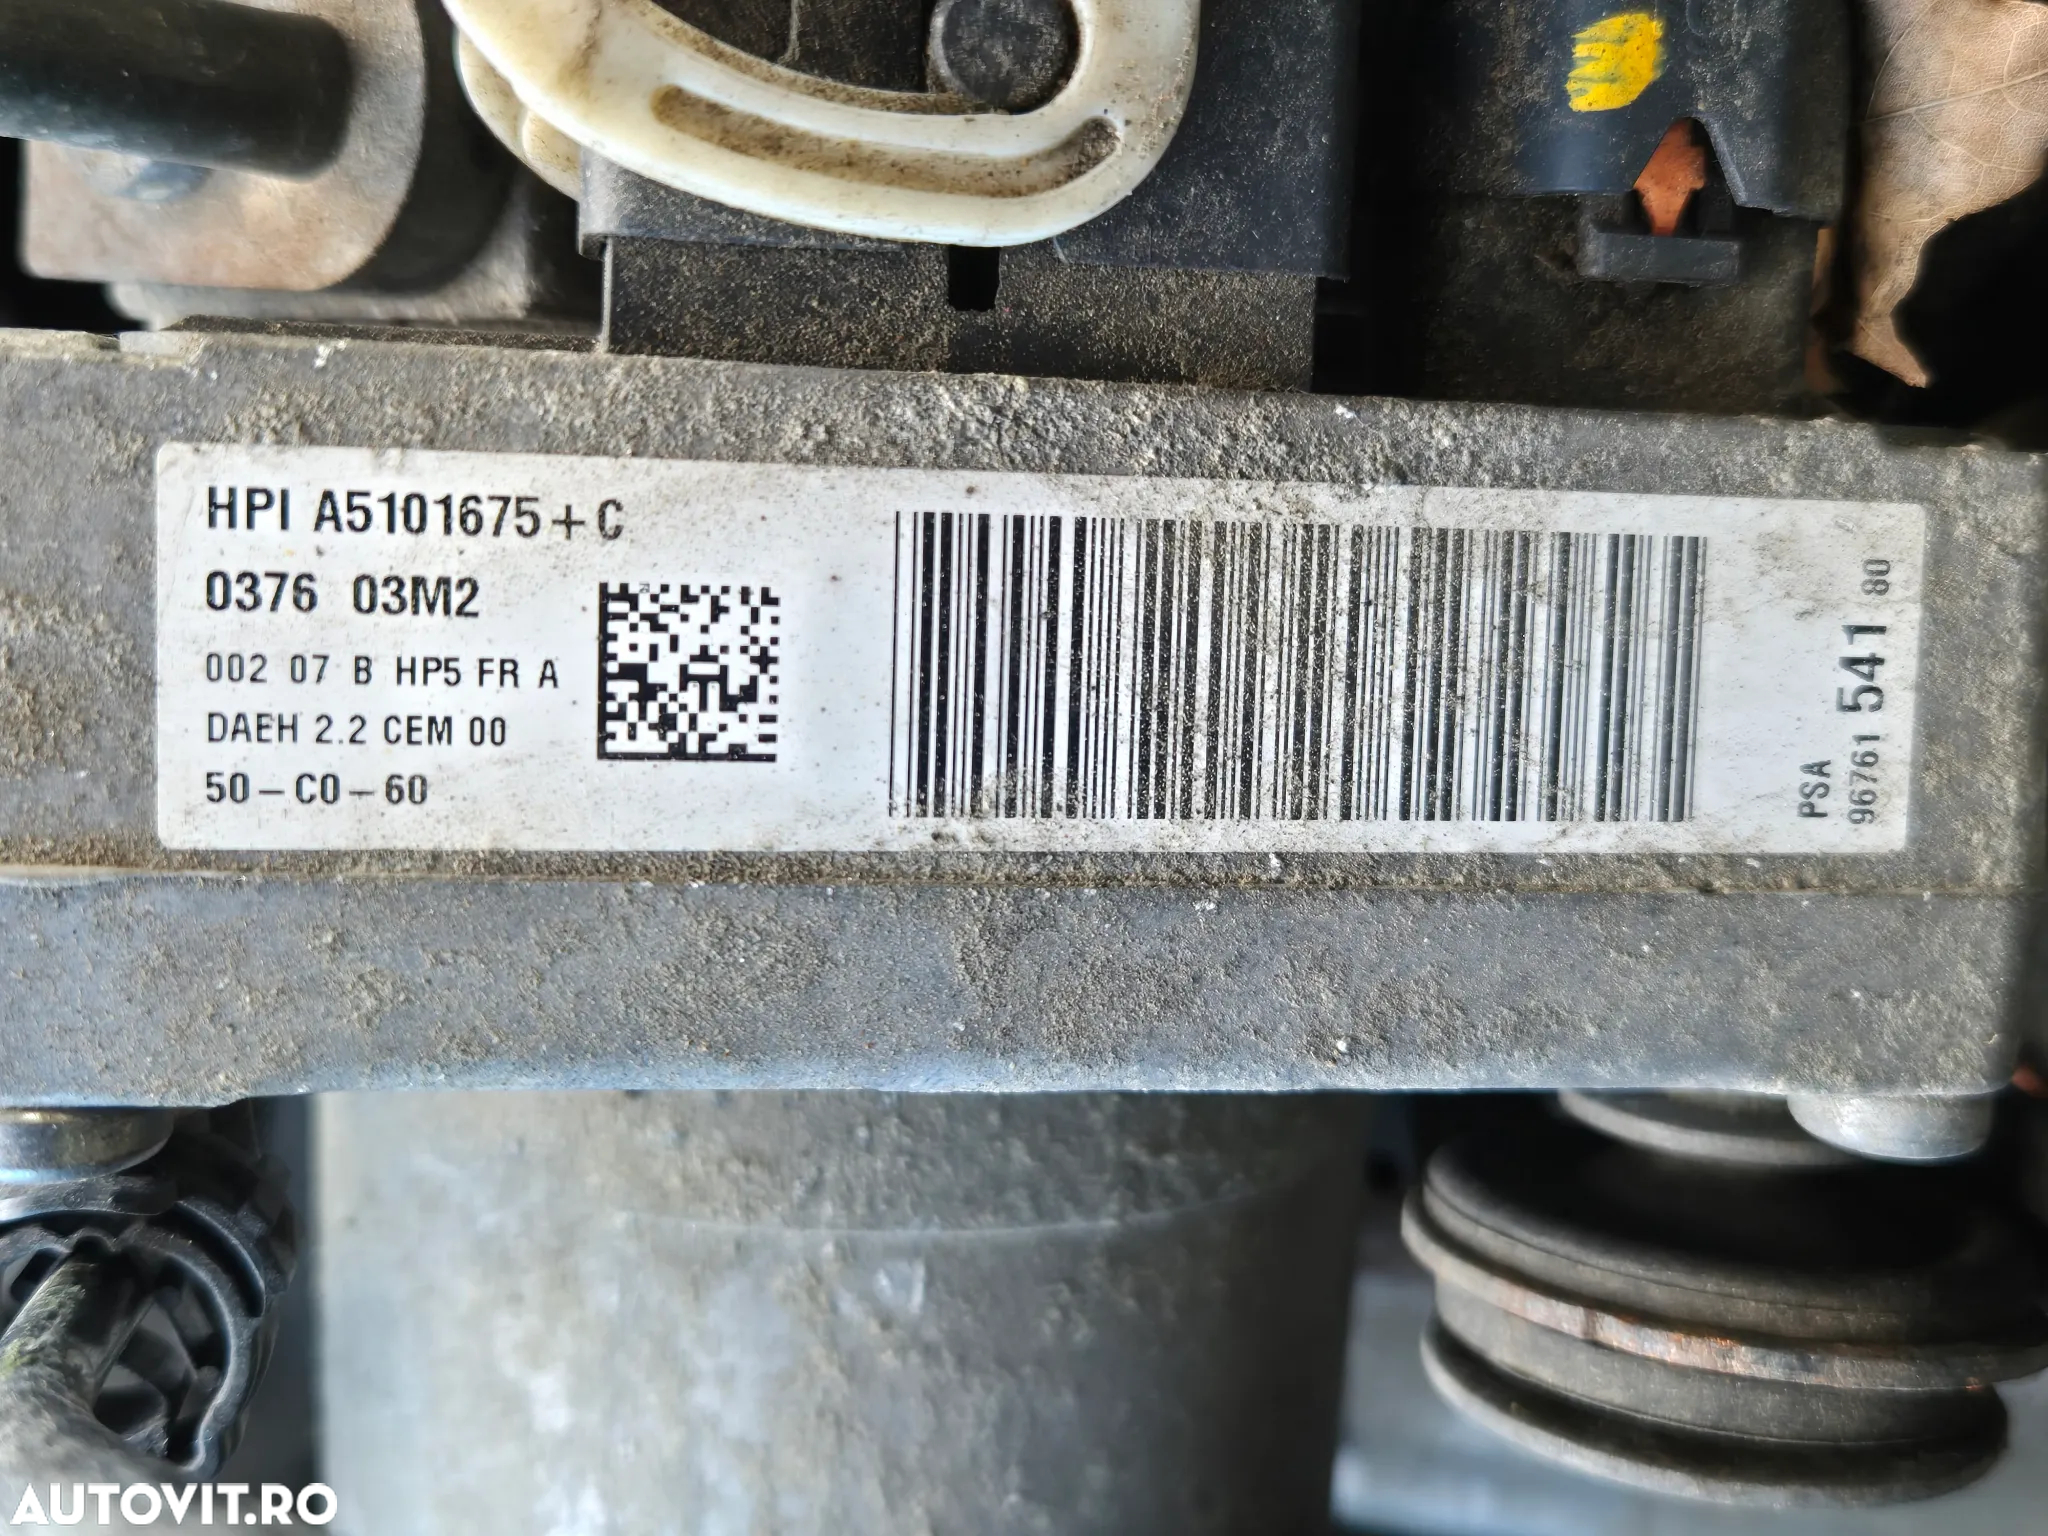 HPI A5101675+C
0376 03M2
002 07 B HP5 FR A
DAEH 2.2 CEM 00
50-C0-60
PSA
96761 541 80
AUTOVIT.RO